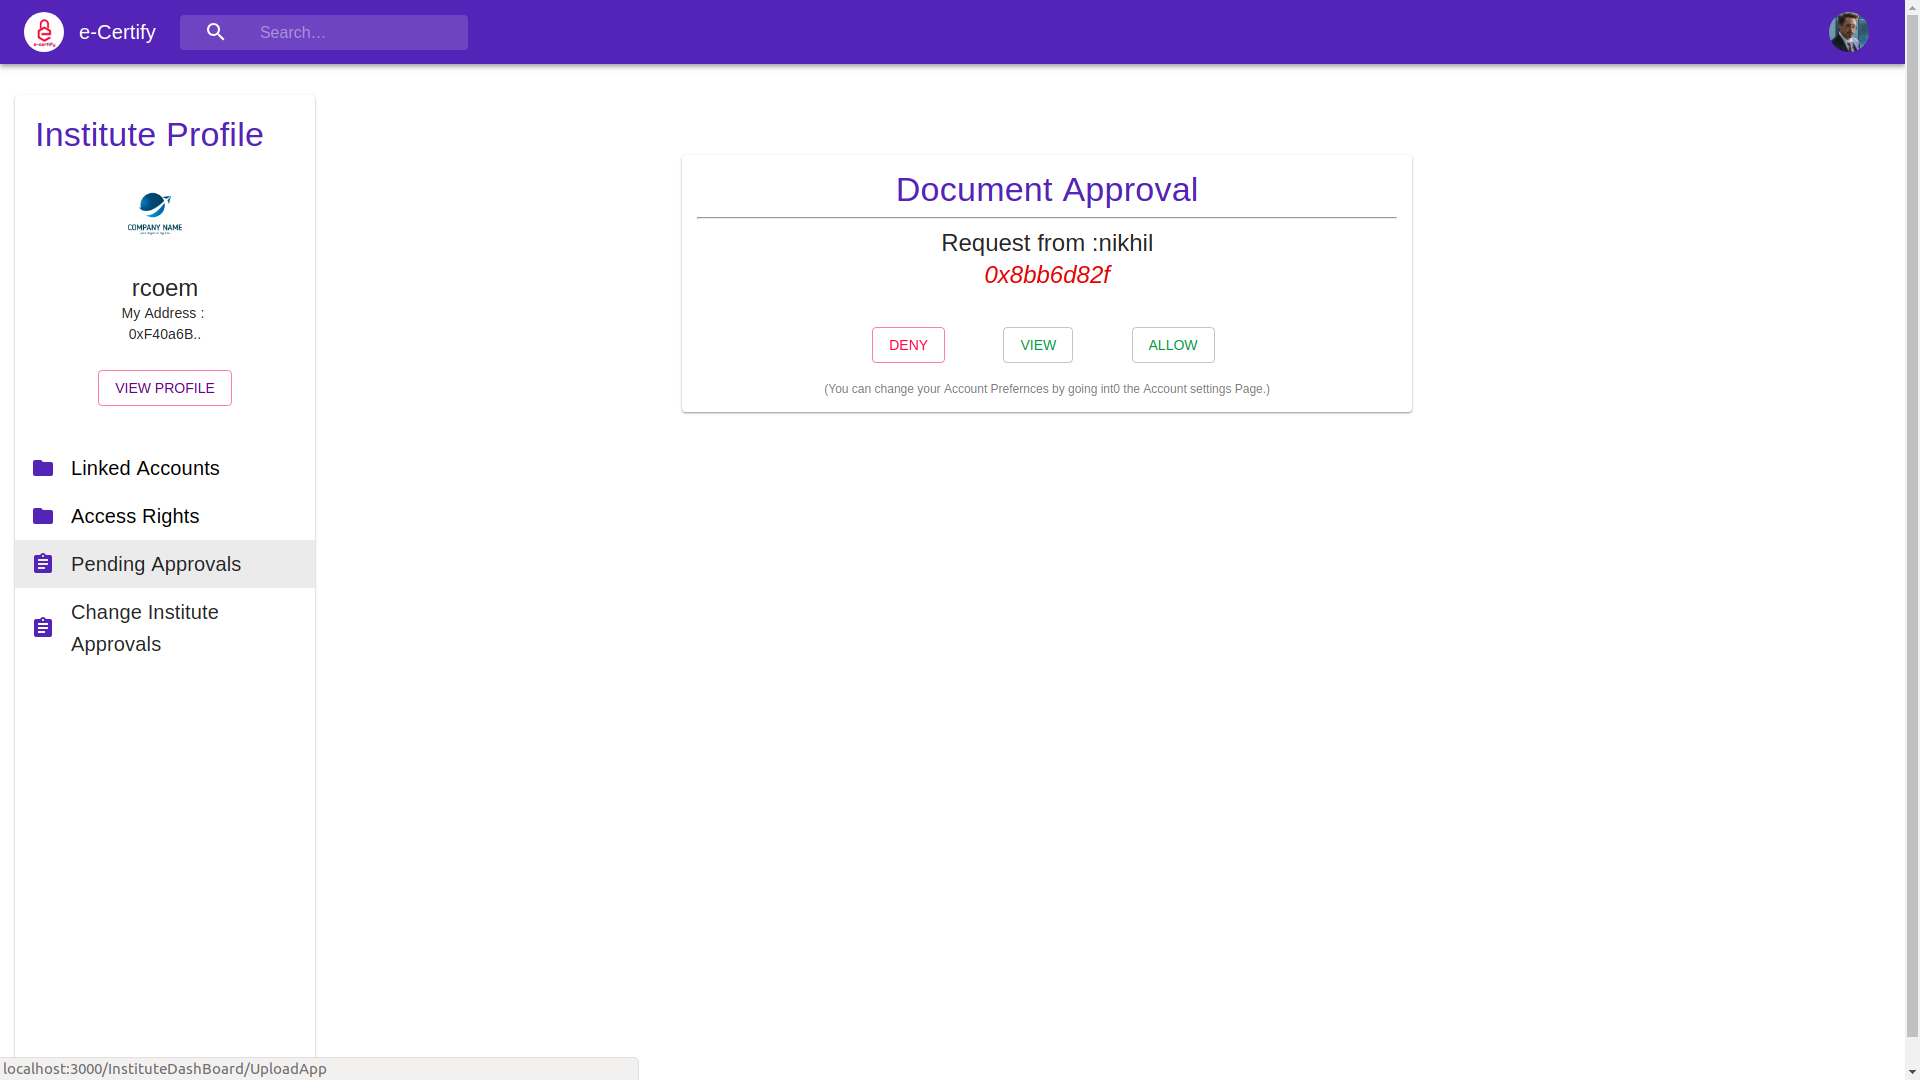 e-certify
e-Certify
Search…
Institute Profile
COMPANY NAME
rcoem
My Address :
0xF40a6B..
VIEW PROFILE
Linked Accounts
Access Rights
Pending Approvals
Change Institute
Approvals
Document Approval
Request from :nikhil
0x8bb6d82f
DENY
VIEW
ALLOW
(You can change your Account Prefernces by going int0 the Account settings Page.)
localhost:3000/InstituteDashBoard/UploadApp